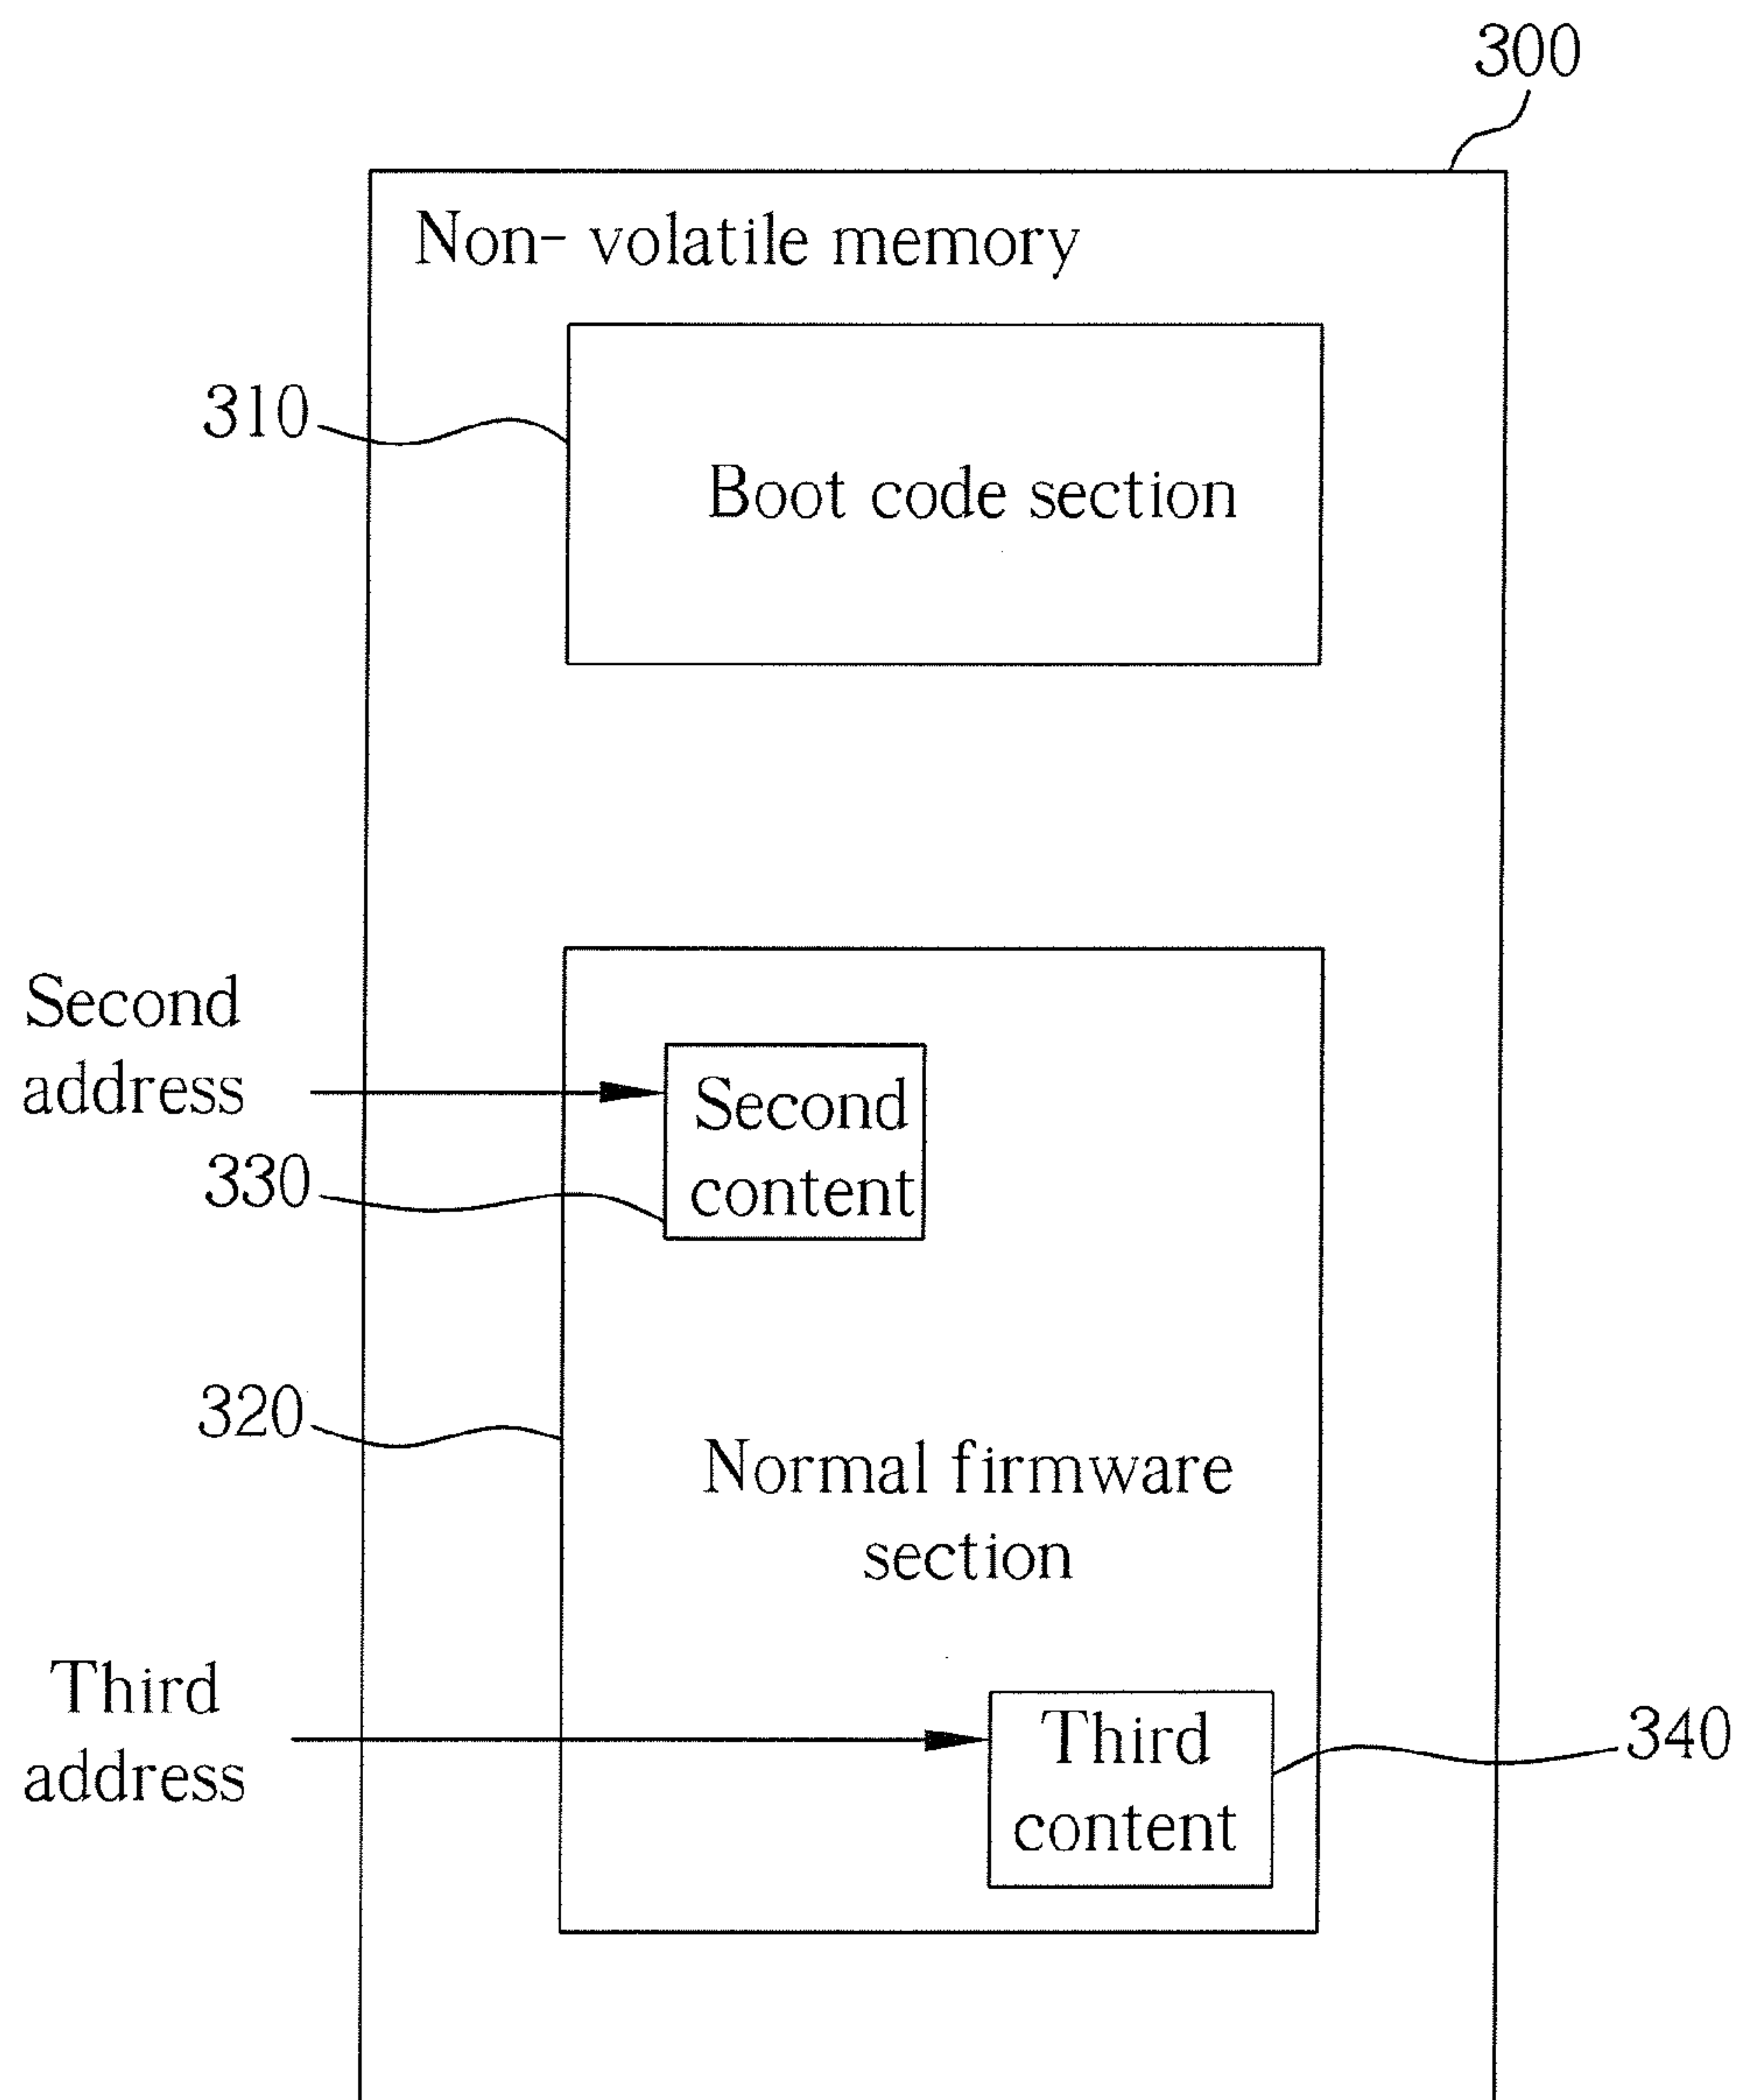 300
Non- volatile memory
310
Boot code section
Second
address
Second
content
330
320
Normal firmware
section
Third
address
Third
content
340